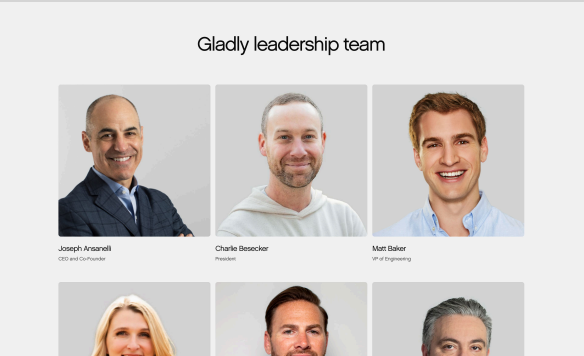 Gladly leadership team
Joseph Ansanelli
CEO and Co-Founder
Charlie Besecker
President
Matt Baker
VP of Engineering